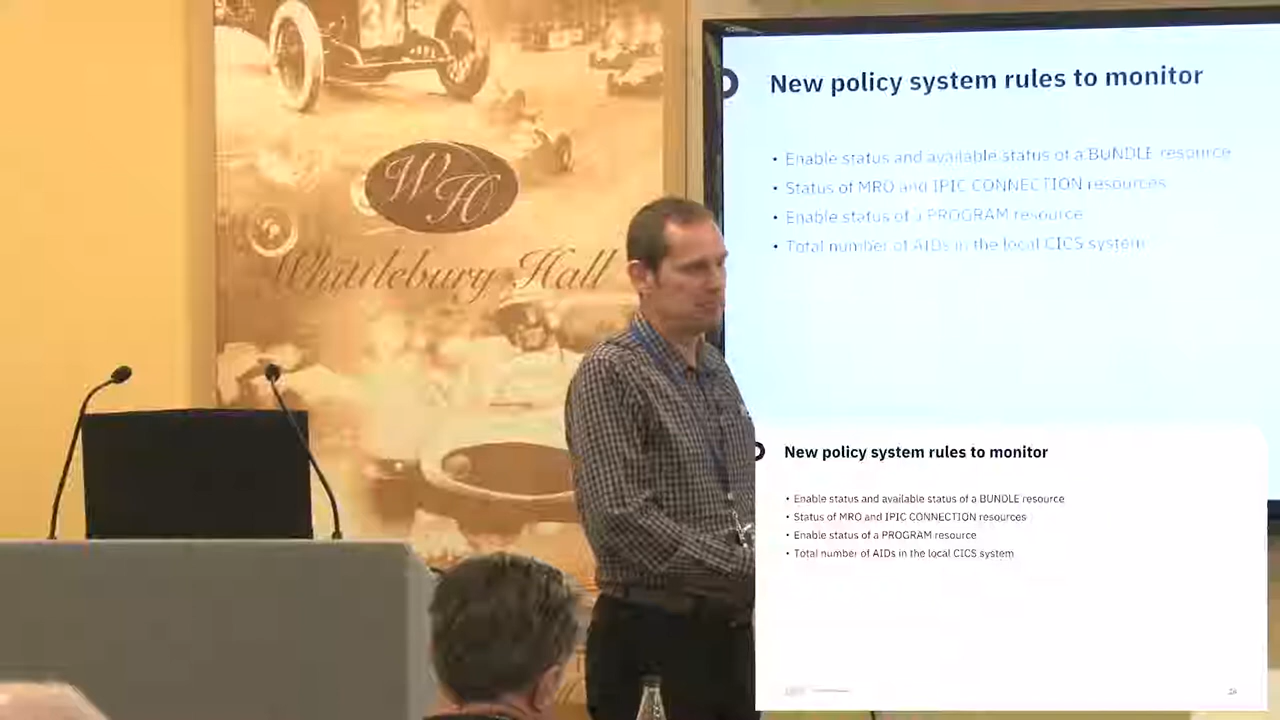 WH
Whittlebury Hall
New policy system rules to monitor
• Enable status and available status of a BUNDLE resource
• Status of MRO and IPIC CONNECTION resources
• Enable status of a PROGRAM resource
• Total number of AIDs in the local CICS system
New policy system rules to monitor
• Enable status and available status of a BUNDLE resource
• Status of MRO and IPIC CONNECTION resources
• Enable status of a PROGRAM resource
• Total number of AIDs in the local CICS system